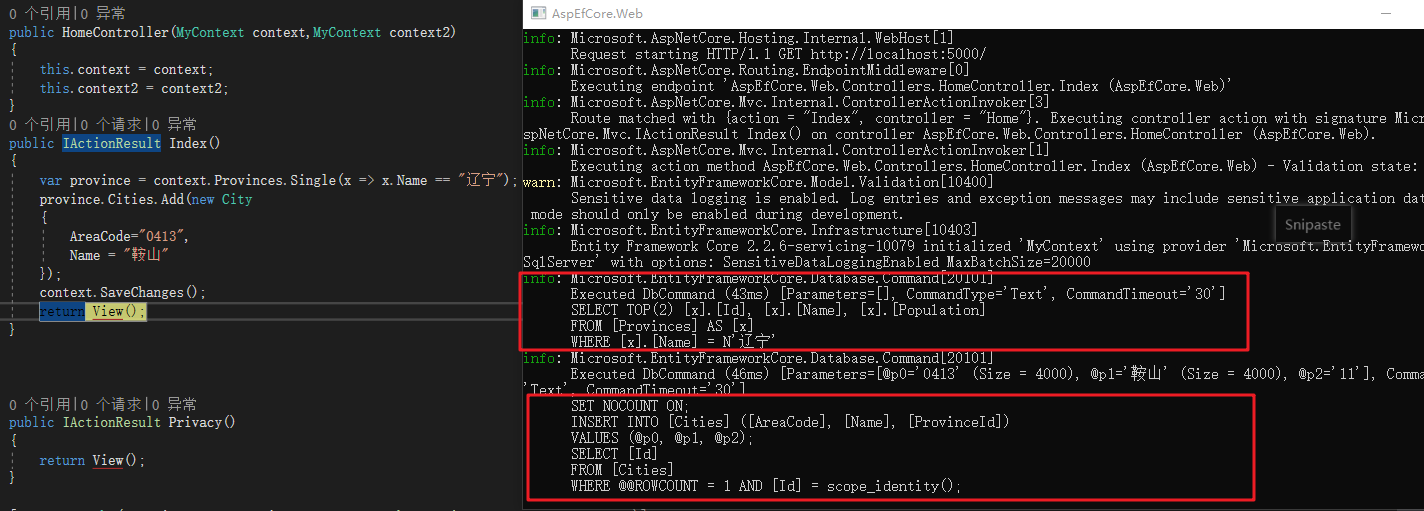 0 个引用|0 异常
public HomeController(MyContext context,MyContext context2)
{
this.context = context;
this.context2 = context2;
}
0 个引用|0 个请求|0 异常
public IActionResult Index()
{
var province = context.Provinces.Single(x => x.Name == "辽宁");
province.Cities.Add(new City
{
AreaCode="0413",
Name = "鞍山"
});
context.SaveChanges();
return View();
}
0 个引用|0 个请求|0 异常
public IActionResult Privacy()
{
return View();
}
AspEfCore.Web
info: Microsoft.AspNetCore.Hosting.Internal.WebHost[1]
Request starting HTTP/1.1 GET http://localhost:5000/
info: Microsoft.AspNetCore.Routing.EndpointMiddleware[0]
Executing endpoint 'AspEfCore.Web.Controllers.HomeController.Index (AspEfCore.Web)'
info: Microsoft.AspNetCore.Mvc.Internal.ControllerActionInvoker[3]
Route matched with {action = "Index", controller = "Home"}. Executing controller action with signature Micr
spNetCore.Mvc.IActionResult Index() on controller AspEfCore.Web.Controllers.HomeController (AspEfCore.Web).
info: Microsoft.AspNetCore.Mvc.Internal.ControllerActionInvoker[1]
Executing action method AspEfCore.Web.Controllers.HomeController.Index (AspEfCore.Web) - Validation state:
warn: Microsoft.EntityFrameworkCore.Model.Validation[10400]
Sensitive data logging is enabled. Log entries and exception messages may include sensitive application dat
mode should only be enabled during development.
Snipaste
info: Microsoft.EntityFrameworkCore.Infrastructure[10403]
Entity Framework Core 2.2.6-servicing-10079 initialized 'MyContext' using provider 'Microsoft.EntityFramewo
SqlServer' with options: SensitiveDataLoggingEnabled MaxBatchSize=20000
info: Microsoft.EntityFrameworkCore.Database.Command[20101]
Executed DbCommand (43ms) [Parameters=[], CommandType='Text', CommandTimeout='30']
SELECT TOP(2) [x].[Id], [x].[Name], [x].[Population]
FROM [Provinces] AS [x]
WHERE [x].[Name] = N'辽宁'
info: Microsoft.EntityFrameworkCore.Database.Command[20101]
Executed DbCommand (46ms) [Parameters=[@p0='0413' (Size = 4000), @p1='鞍山' (Size = 4000), @p2='11'], Comma
'Text', CommandTimeout='30']
SET NOCOUNT ON;
INSERT INTO [Cities] ([AreaCode], [Name], [ProvinceId])
VALUES (@p0, @p1, @p2);
SELECT [Id]
FROM [Cities]
WHERE @@ROWCOUNT = 1 AND [Id] = scope_identity();